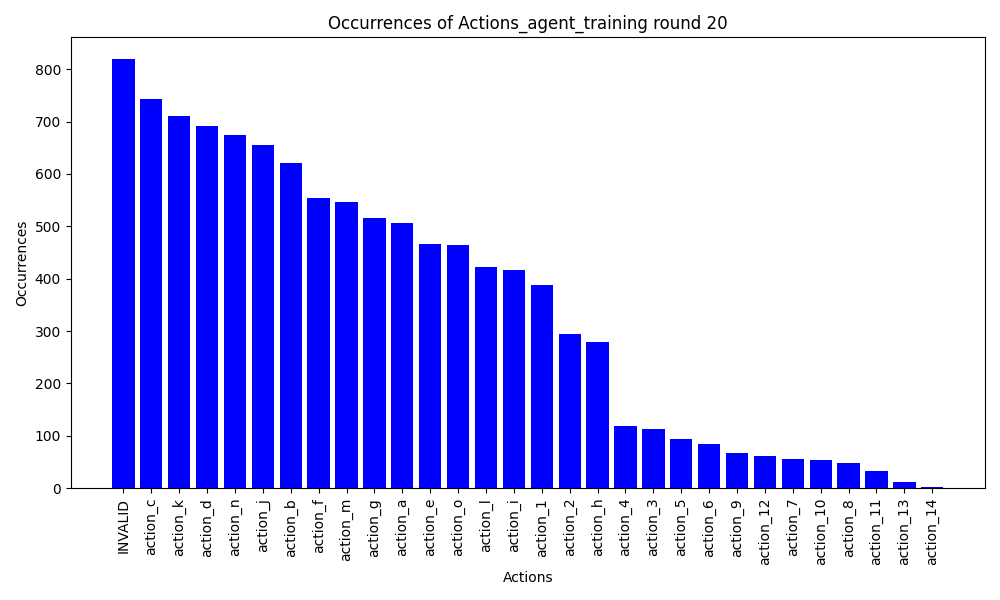 Occurrences of Actions_agent_training round 20
Occurrences
800
700
600
500
400
300
200
100
0
INVALID
action_c
action_k
action_d
action_n
action_j
action_b
action_f
action_m
action_g
action_a
action_e
action_o
action_l
action_i
action_1
action_2
action_h
action_4
action_3
action_5
action_6
action_9
action_12
action_7
action_10
action_8
action_11
action_13
action_14
Actions